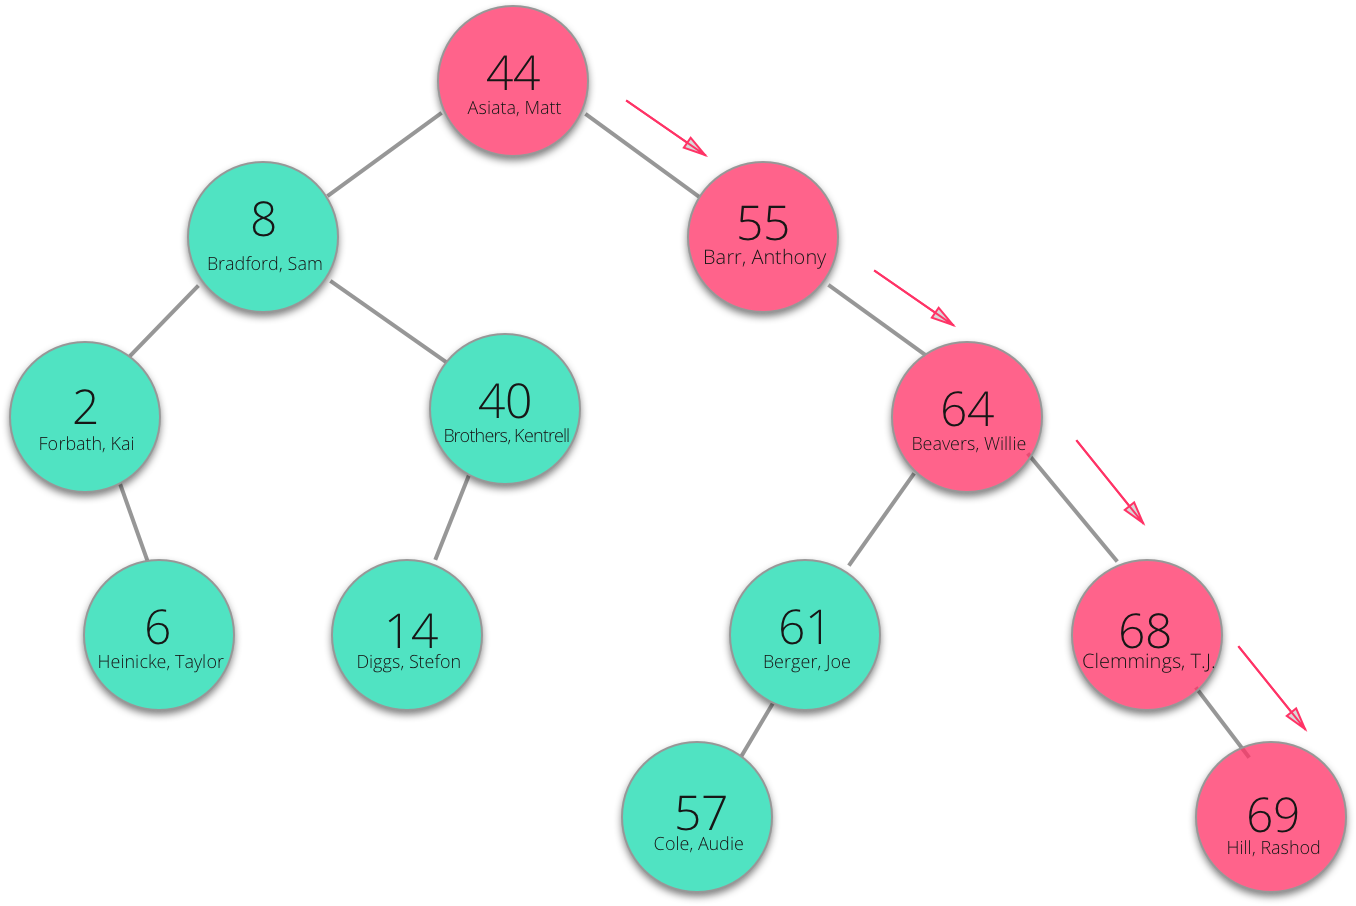 44
Asiata, Matt
8
Bradford, Sam
55
Barr, Anthony
2
Forbath, Kai
40
Brothers, Kentrell
64
Beavers, Willie
6
Heinicke, Taylor
14
Diggs, Stefon
61
Berger, Joe
68
Clemmings, T.J.
57
Cole, Audie
69
Hill, Rashod